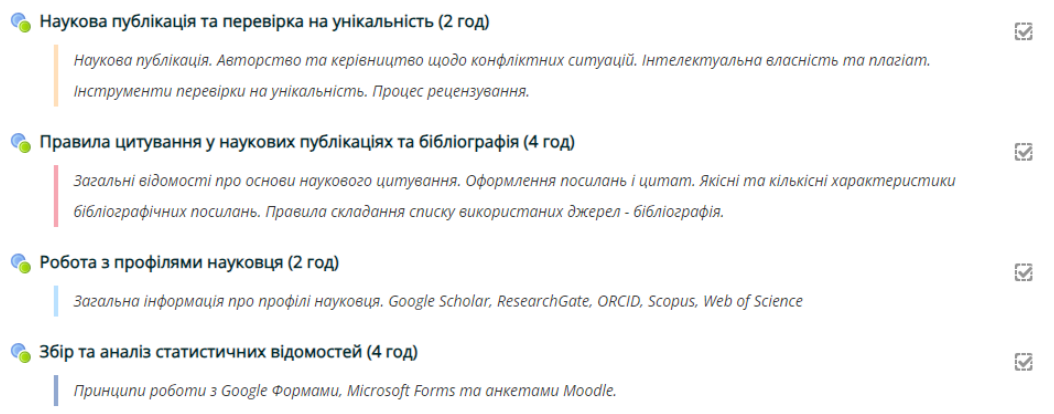 Наукова публікація та перевірка на унікальність (2 год)
Наукова публікація. Авторство та керівництво щодо конфліктних ситуацій. Інтелектуальна власність та плагіат.
Інструменти перевірки на унікальність. Процес рецензування.
Правила цитування у наукових публікаціях та бібліографія (4 год)
Загальні відомості про основи наукового цитування. Оформлення посилань і цитат. Якісні та кількісні характеристики
бібліографічних посилань. Правила складання списку використаних джерел - бібліографія.
Робота з профілями науковця (2 год)
Загальна інформація про профілі науковця. Google Scholar, ResearchGate, ORCID, Scopus, Web of Science
Збір та аналіз статистичних відомостей (4 год)
Принципи роботи з Google Формами, Microsoft Forms та анкетами Moodle.